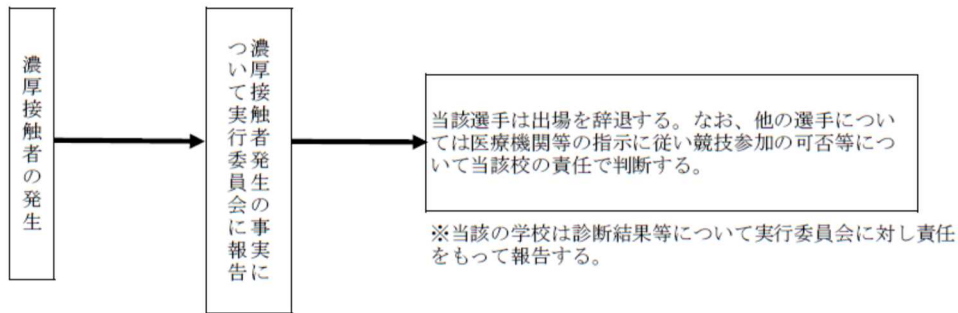 濃厚接触者の発生
濃厚接触者発生の事実に
ついて実行委員会に報告
当該選手は出場を辞退する。なお、他の選手につい
ては医療機関等の指示に従い競技参加の可否等につ
いて当該校の責任で判断する。
※当該の学校は診断結果等について実行委員会に対し責任
をもって報告する。